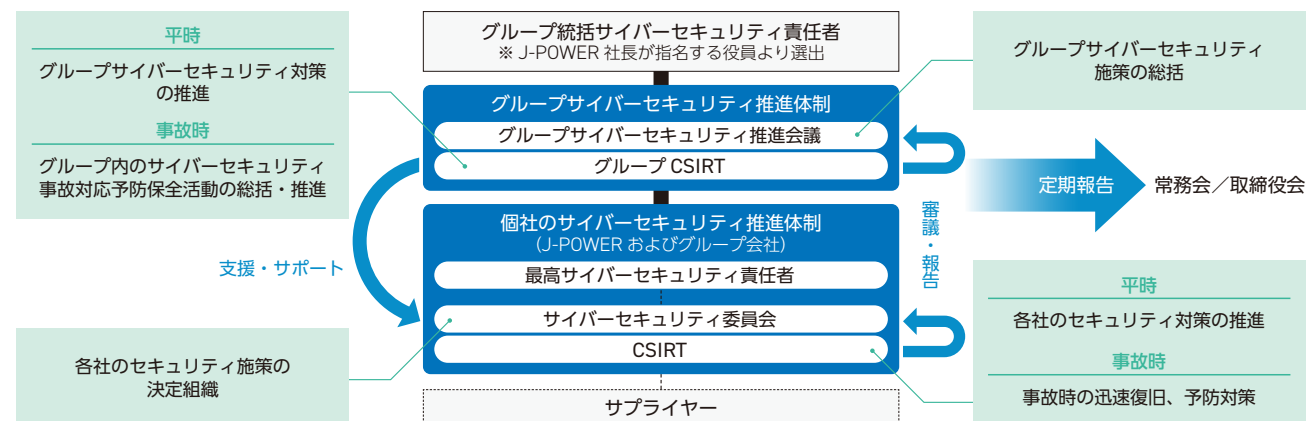 グループ統括サイバーセキュリティ責任者
※ J-POWER 社長が指名する役員より選出
平時
グループサイバーセキュリティ対策
の推進
事故時
グループ内のサイバーセキュリティ
事故対応予防保全活動の総括・推進
グループサイバーセキュリティ
施策の総括
グループサイバーセキュリティ推進体制
グループサイバーセキュリティ推進会議
グループ CSIRT
定期報告
常務会／取締役会
審議・報告
支援・サポート
個社のサイバーセキュリティ推進体制
(J-POWER およびグループ会社)
最高サイバーセキュリティ責任者
サイバーセキュリティ委員会
CSIRT
各社のセキュリティ施策の
決定組織
平時
各社のセキュリティ対策の推進
事故時
事故時の迅速復旧、予防対策
サプライヤー